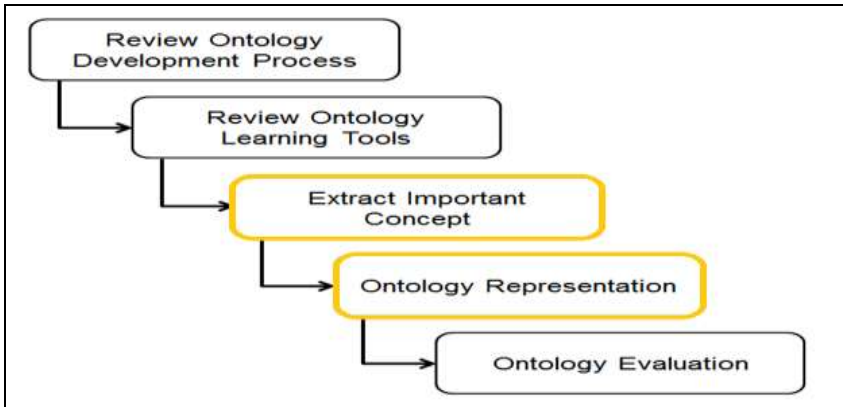 Review Ontology
Development Process
Review Ontology
Learning Tools
Extract Important
Concept
Ontology Representation
Ontology Evaluation